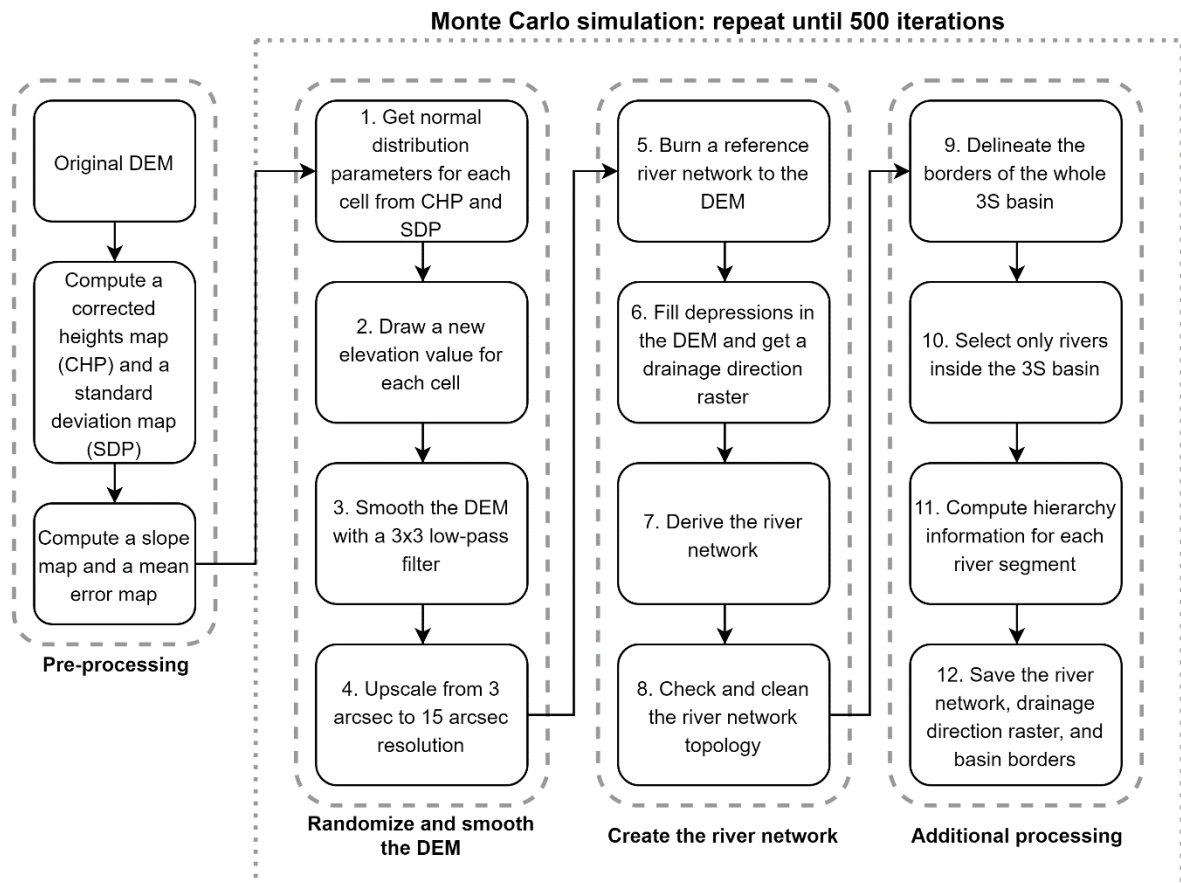 Monte Carlo simulation: repeat until 500 iterations
Original DEM
Compute a
corrected
heights map
(CHP) and a
standard
deviation map
(SDP)
Compute a slope
map and a mean
error map
Pre-processing
1. Get normal
distribution
parameters for each
cell from CHP and
SDP
2. Draw a new
elevation value for
each cell
3. Smooth the DEM
with a 3x3 low-pass
filter
4. Upscale from 3
arcsec to 15 arcsec
resolution
Randomize and smooth
the DEM
5. Burn a reference
river network to the
DEM
6. Fill depressions in
the DEM and get a
drainage direction
raster
7. Derive the river
network
8. Check and clean
the river network
topology
Create the river network
9. Delineate the
borders of the whole
3S basin
10. Select only rivers
inside the 3S basin
11. Compute hierarchy
information for each
river segment
12. Save the river
network, drainage
direction raster, and
basin borders
Additional processing